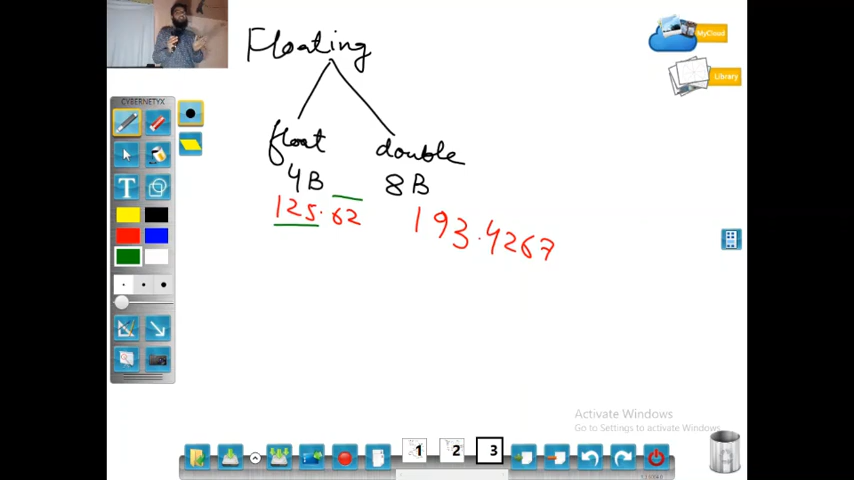 Floating
MyCloud
Library
CYBERNETYX
float double
4B 8B
125.62 193.4267
T
Activate Windows
Go to Settings to activate Windows.
1 2 3